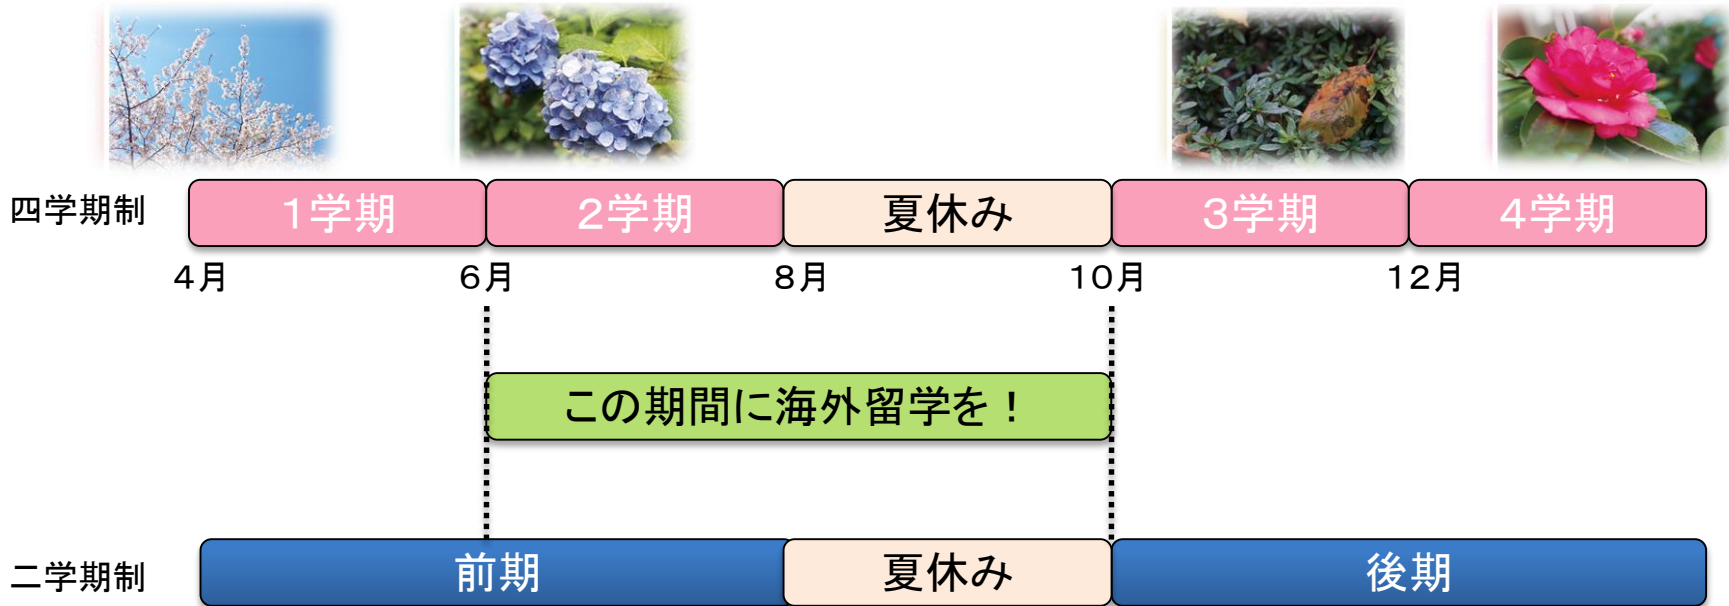 四学期制 1学期 2学期 夏休み 3学期 4学期
4月 6月 8月 10月 12月
この期間に海外留学を！
二学期制 前期 夏休み 後期